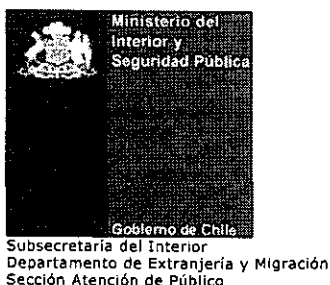 Ministerio del
Interior y
Seguridad Pública
Gobierno de Chile
Subsecretaría del Interior
Departamento de Extranjería y Migración
Sección Atención de Público